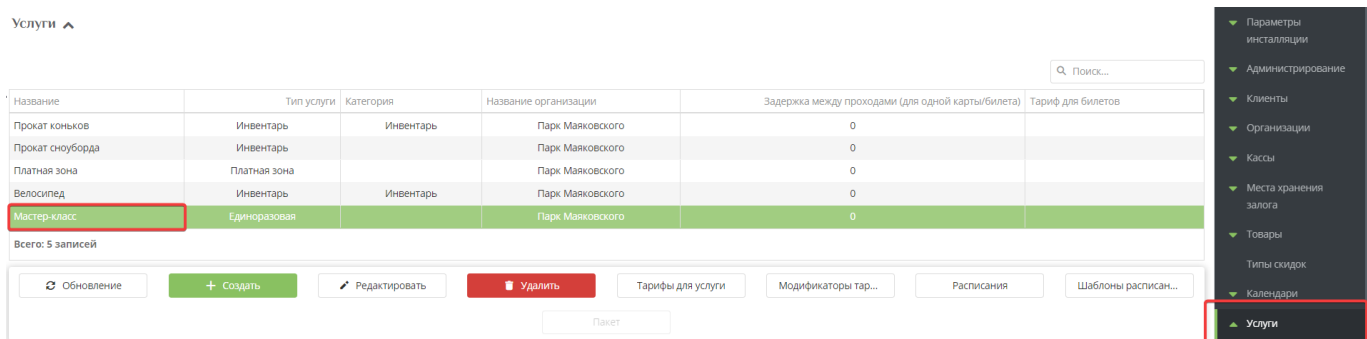 Услуги
Поиск...
Название Тип услуги Категория Название организации Задержка между проходами (для одной карты/билета) Тариф для билетов
Прокат коньков Инвентарь Инвентарь Парк Маяковского 0
Прокат сноуборда Инвентарь Парк Маяковского 0
Платная зона Платная зона Парк Маяковского 0
Велосипед Инвентарь Инвентарь Парк Маяковского 0
Мастер-класс Единоразовая Парк Маяковского 0
Всего: 5 записей
Обновление Создать Редактировать Удалить Тарифы для услуги Модификаторы тар... Расписания Шаблоны расписан...
Пакет
Параметры
инсталляции
Администрирование
Клиенты
Организации
Кассы
Места хранения
залога
Товары
Типы скидок
Календари
Услуги